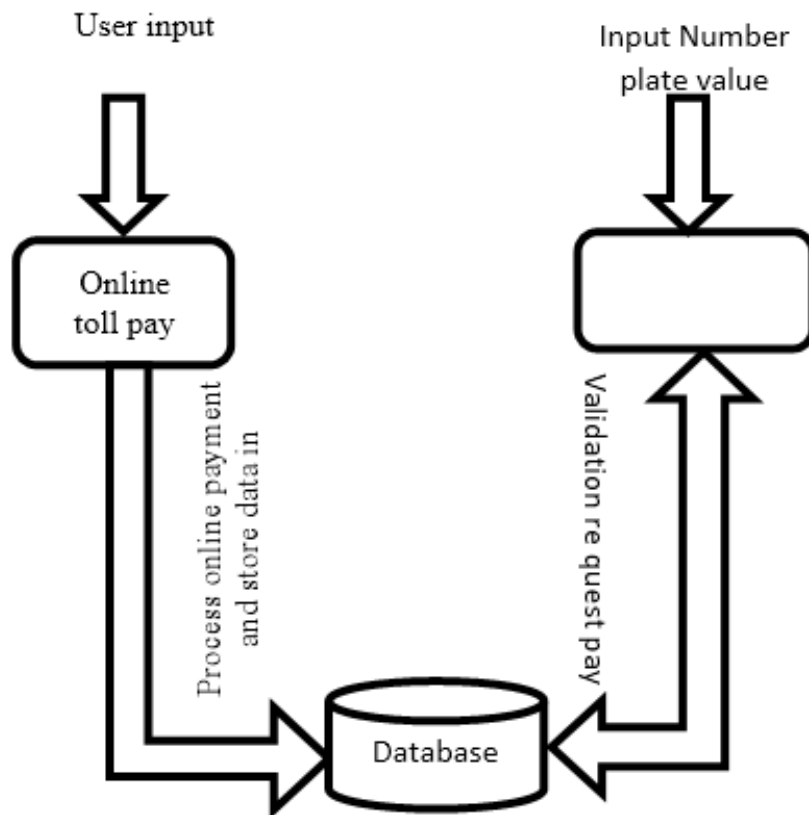 User input
Input Number
plate value
Online
toll pay
Process online payment
and store data in
Validation re quest pay
Database